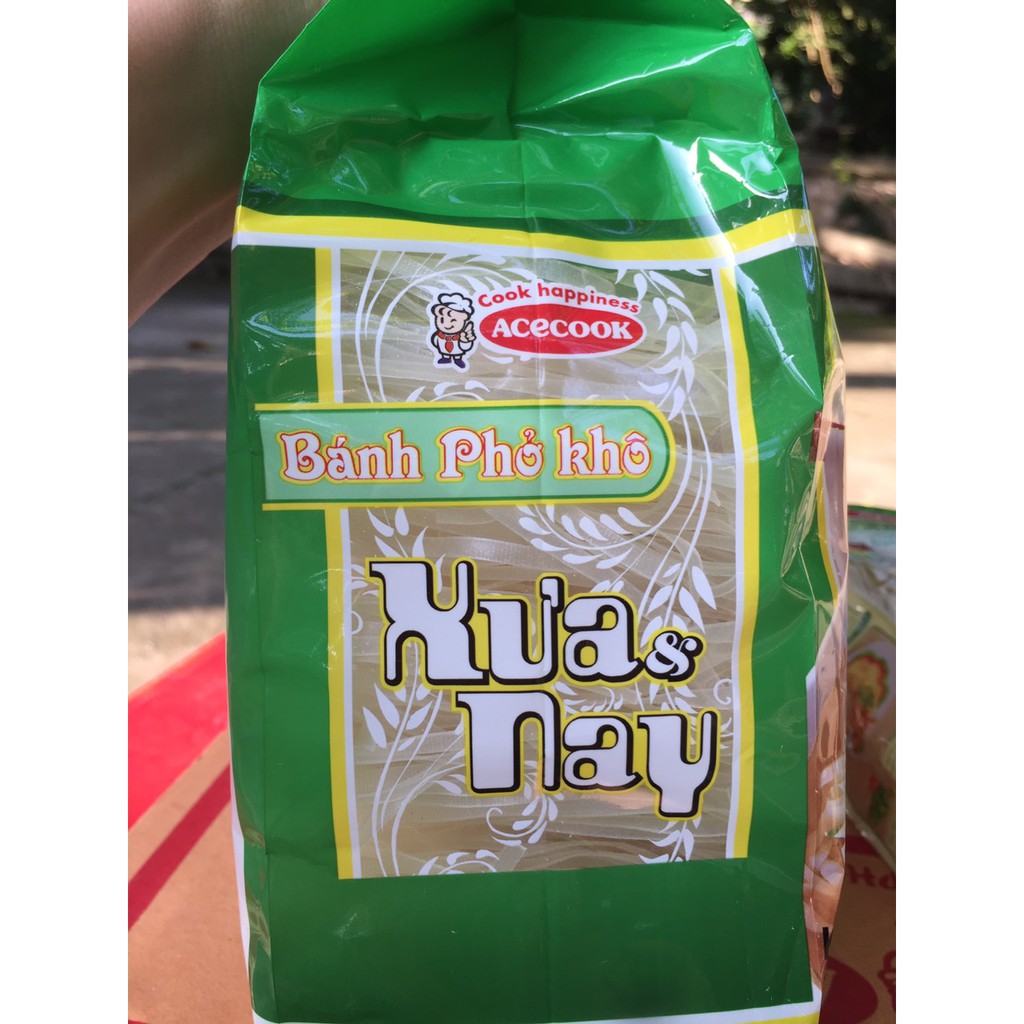 Cook happiness
ACECOOK
Bánh Phở khô
Xưa &
Nay